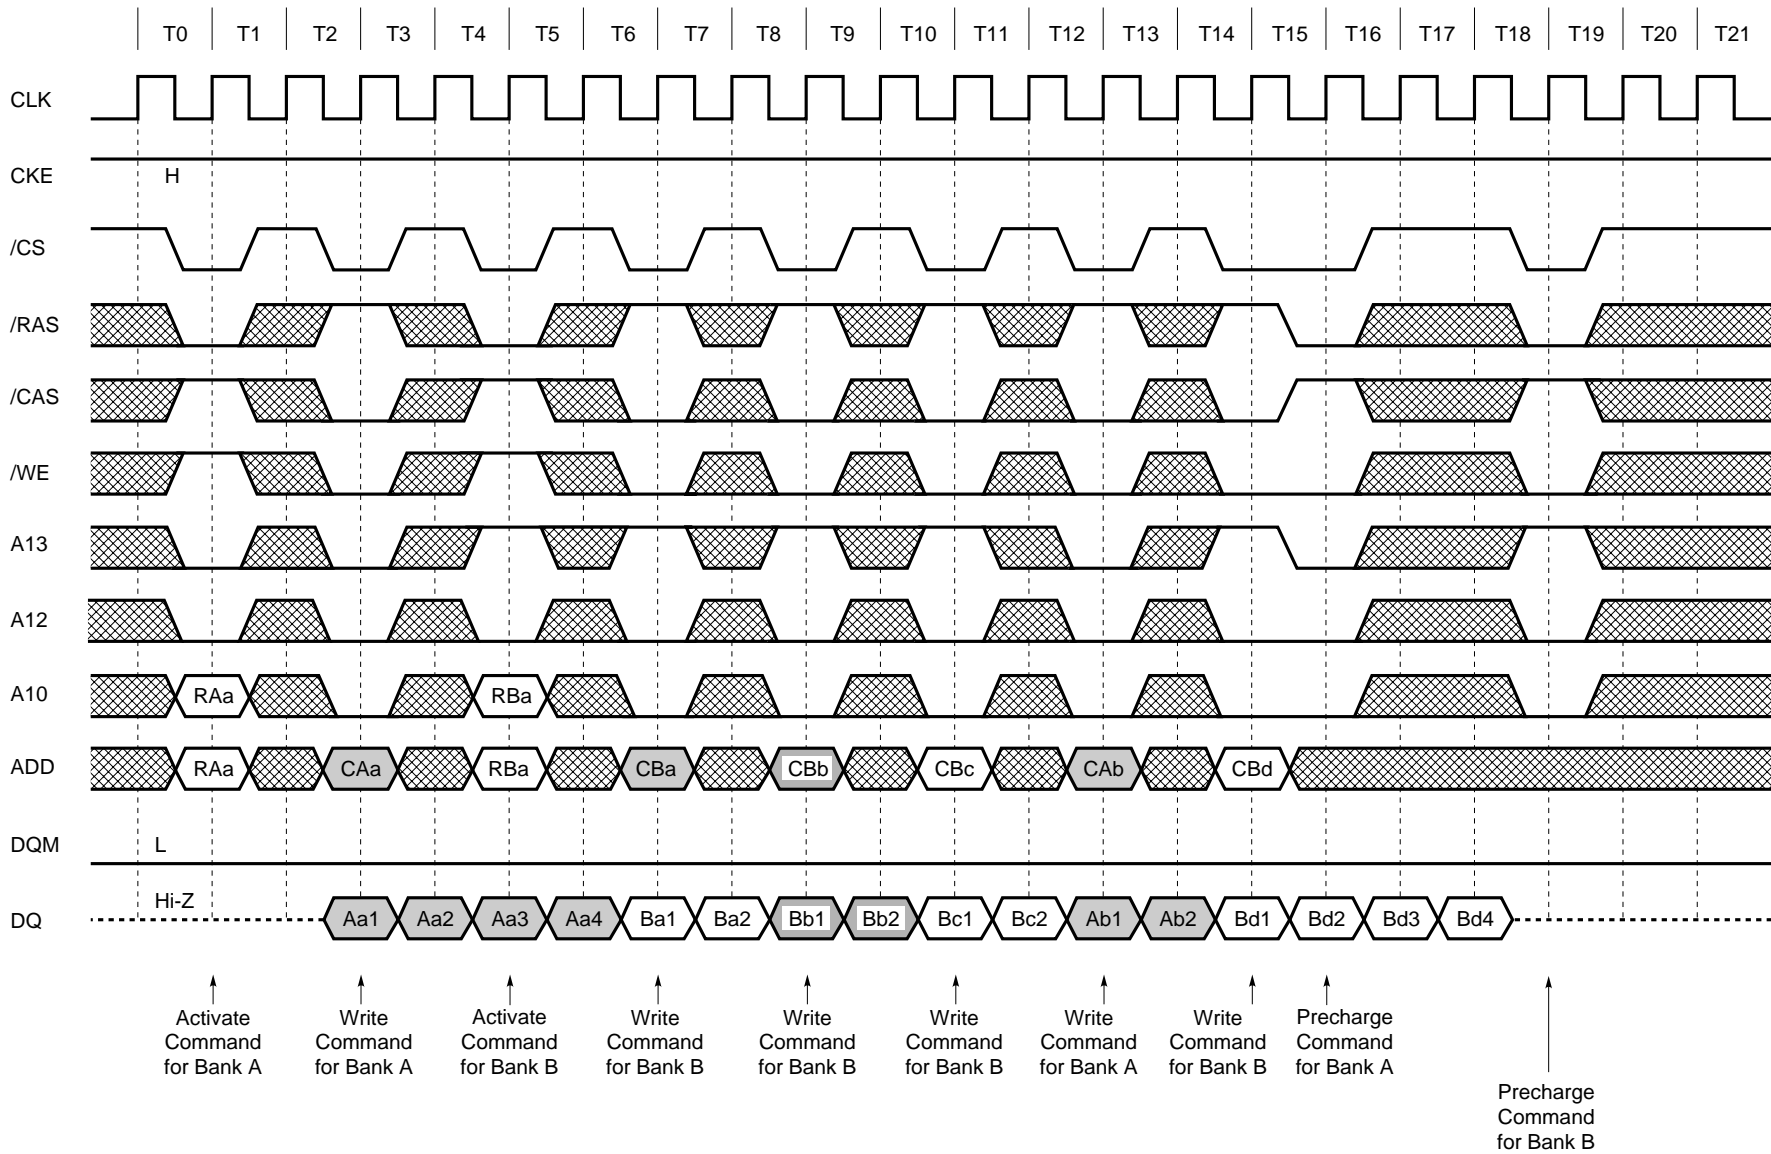 T0 T1 T2 T3 T4 T5 T6 T7 T8 T9 T10 T11 T12 T13 T14 T15 T16 T17 T18 T19 T20 T21
CLK
CKE H
/CS
/RAS
/CAS
/WE
A13
A12
A10 RAa RBa
ADD RAa CAa RBa CBa CBb CBc CAb CBd
DQM L
Hi-Z
DQ Aa1 Aa2 Aa3 Aa4 Ba1 Ba2 Bb1 Bb2 Bc1 Bc2 Ab1 Ab2 Bd1 Bd2 Bd3 Bd4
Activate
Command
for Bank A
Write
Command
for Bank A
Activate
Command
for Bank B
Write
Command
for Bank B
Write
Command
for Bank B
Write
Command
for Bank B
Write
Command
for Bank A
Write
Command
for Bank B
Precharge
Command
for Bank A
Precharge
Command
for Bank B